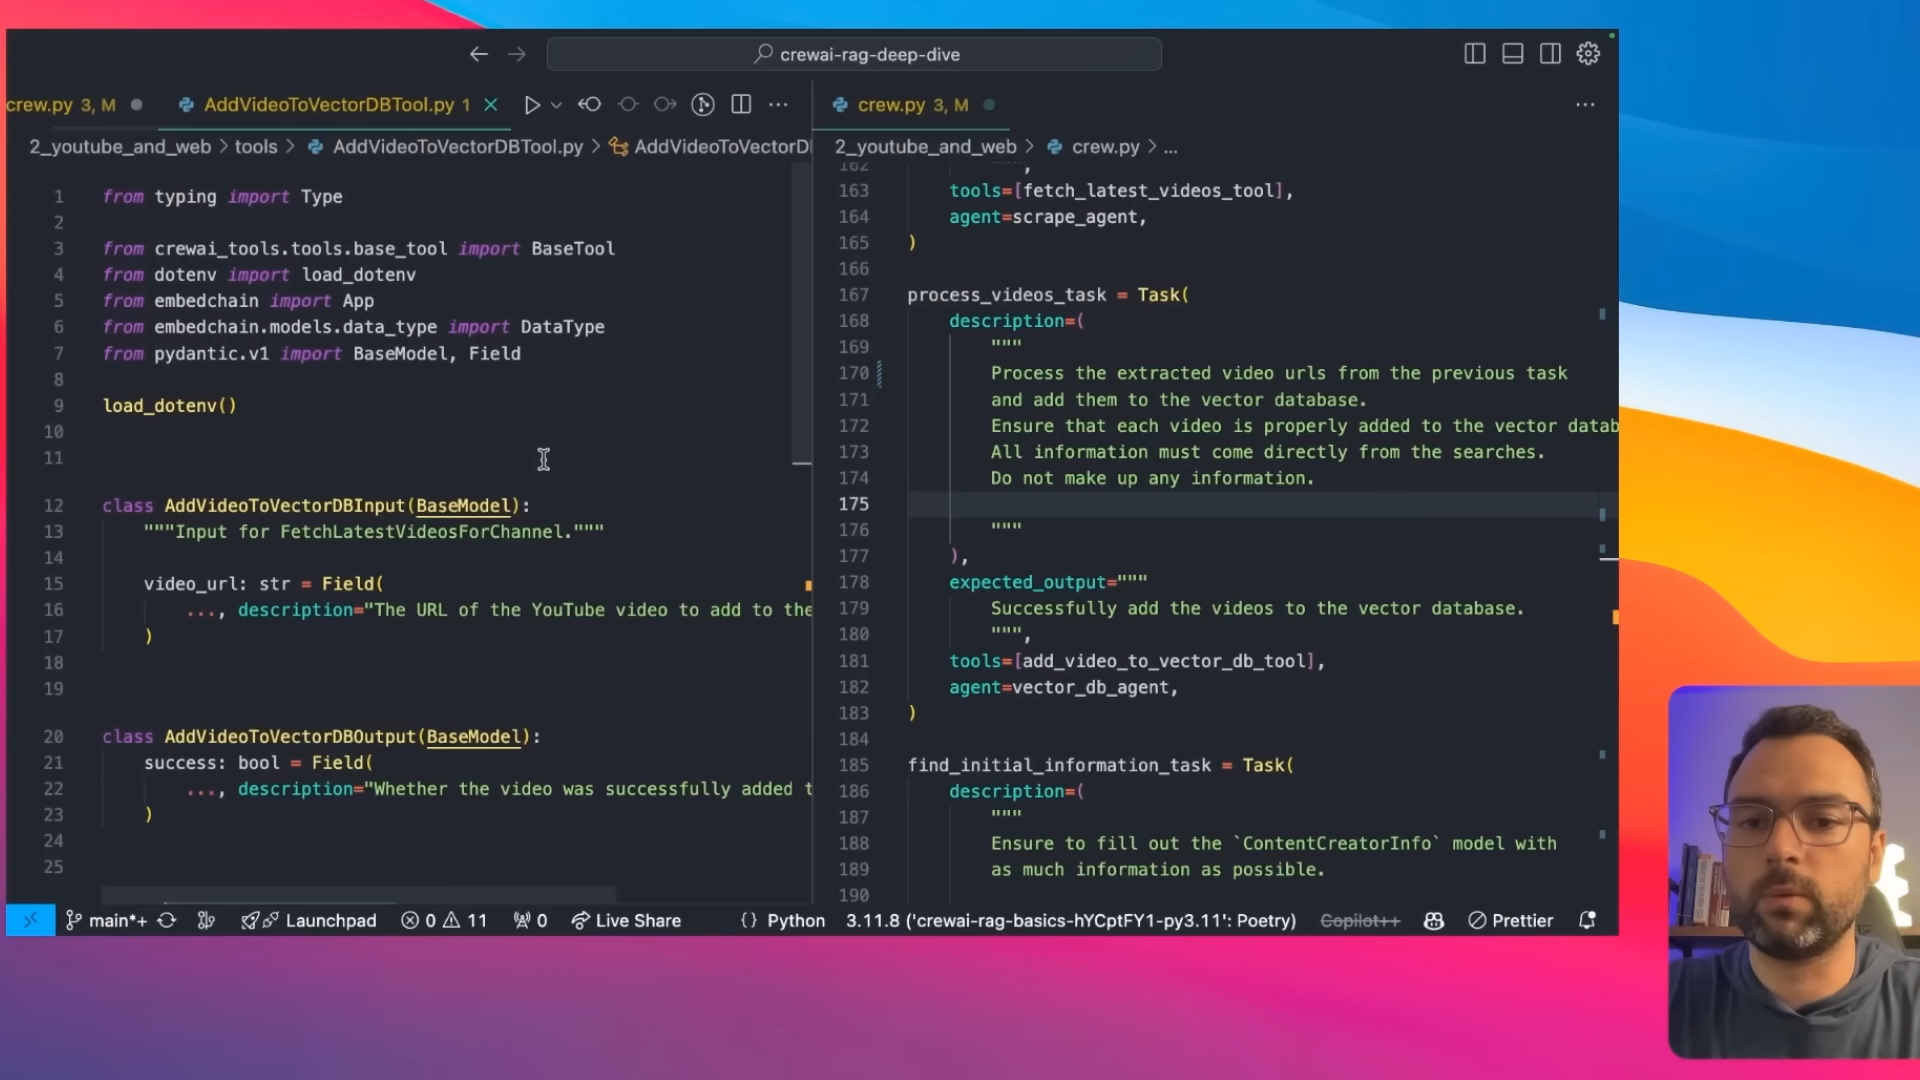 crewai-rag-deep-dive
crew.py 3, M
AddVideoToVectorDBTool.py 1
2_youtube_and_web > tools > AddVideoToVectorDBTool.py > AddVideoToVectorD
1 from typing import Type
2
3 from crewai_tools.tools.base_tool import BaseTool
4 from dotenv import load_dotenv
5 from embedchain import App
6 from embedchain.models.data_type import DataType
7 from pydantic.v1 import BaseModel, Field
8
9 load_dotenv()
10
11
12 class AddVideoToVectorDBInput(BaseModel):
13 """Input for FetchLatestVideosForChannel."""
14
15 video_url: str = Field(
16 ..., description="The URL of the YouTube video to add to the
17 )
18
19
20 class AddVideoToVectorDBOutput(BaseModel):
21 success: bool = Field(
22 ..., description="Whether the video was successfully added t
23 )
24
25
crew.py 3, M
2_youtube_and_web > crew.py > ...
162 """,
163 tools=[fetch_latest_videos_tool],
164 agent=scrape_agent,
165 )
166
167 process_videos_task = Task(
168 description=(
169 """
170 Process the extracted video urls from the previous task
171 and add them to the vector database.
172 Ensure that each video is properly added to the vector datab
173 All information must come directly from the searches.
174 Do not make up any information.
175
176 """
177 ),
178 expected_output="""
179 Successfully add the videos to the vector database.
180 """,
181 tools=[add_video_to_vector_db_tool],
182 agent=vector_db_agent,
183 )
184
185 find_initial_information_task = Task(
186 description=(
187 """
188 Ensure to fill out the `ContentCreatorInfo` model with
189 as much information as possible.
190
main*+ Launchpad 0 11 0 Live Share {} Python 3.11.8 ('crewai-rag-basics-hYCptFY1-py3.11': Poetry) Copilot++ Prettier